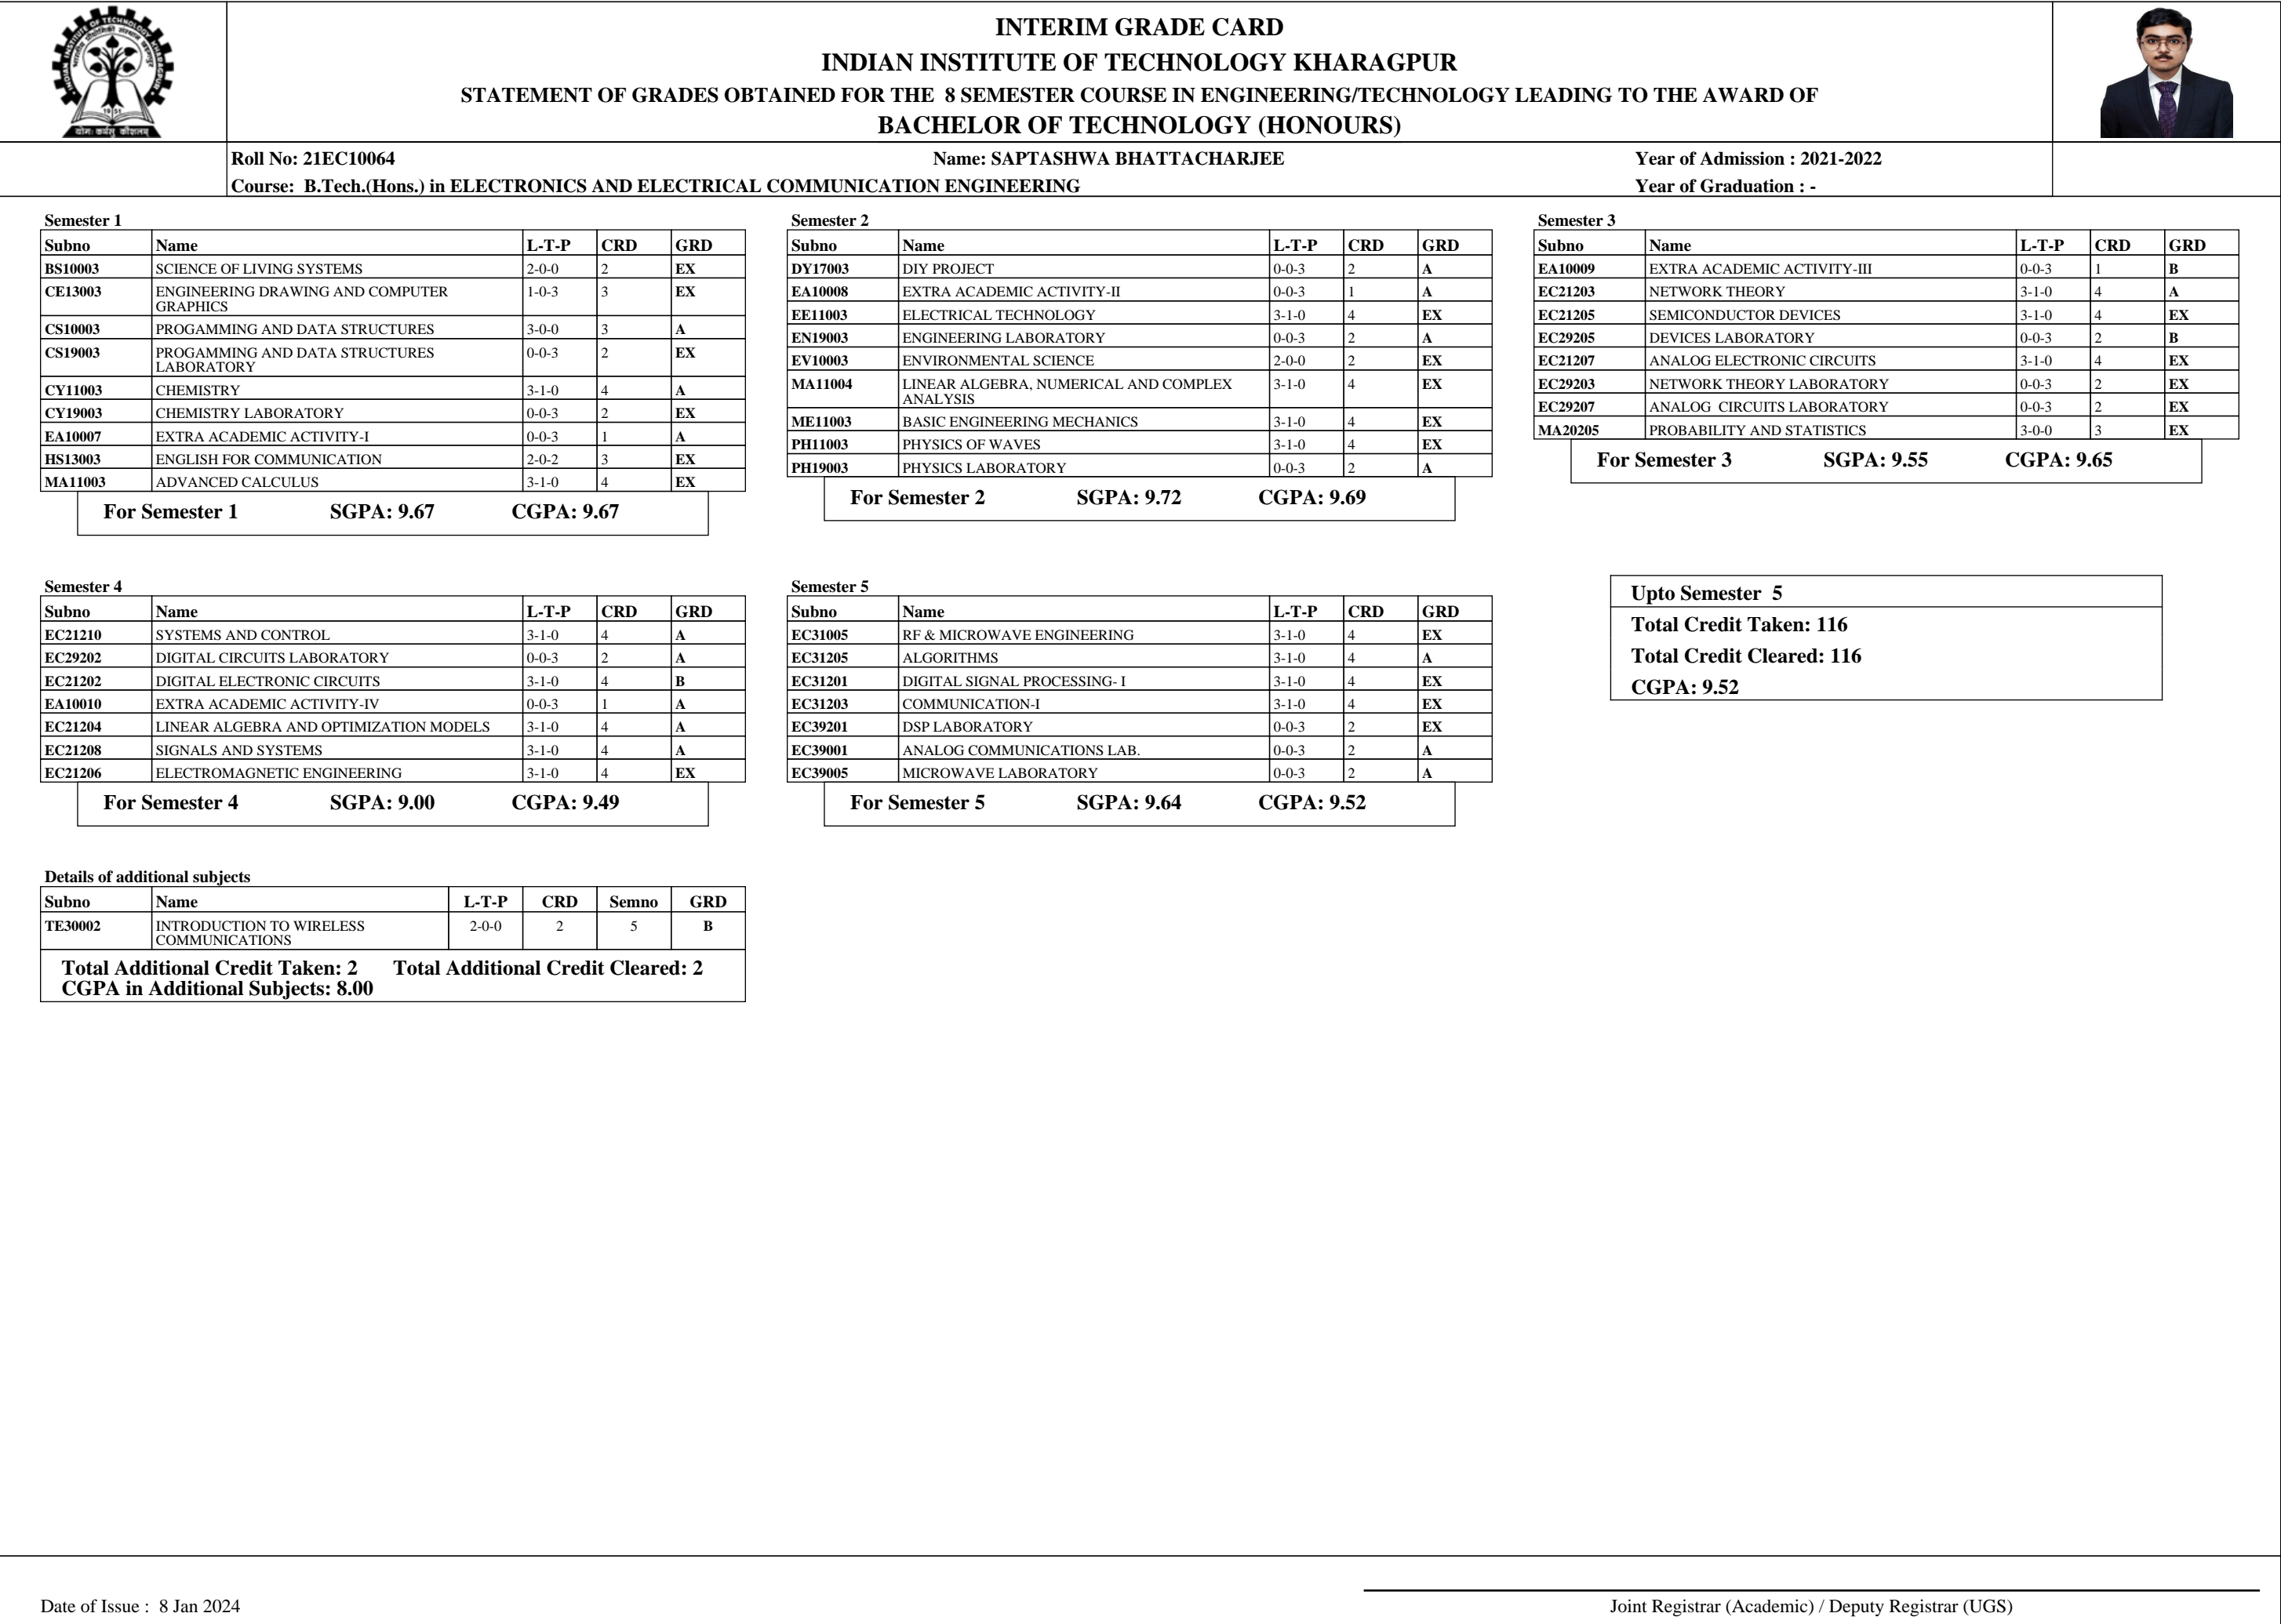 INTERIM GRADE CARD
INDIAN INSTITUTE OF TECHNOLOGY KHARAGPUR
STATEMENT OF GRADES OBTAINED FOR THE 8 SEMESTER COURSE IN ENGINEERING/TECHNOLOGY LEADING TO THE AWARD OF
BACHELOR OF TECHNOLOGY (HONOURS)
योगः कर्मसु कौशलम्
Roll No: 21EC10064 Name: SAPTASHWA BHATTACHARJEE Year of Admission : 2021-2022
Course: B.Tech.(Hons.) in ELECTRONICS AND ELECTRICAL COMMUNICATION ENGINEERING Year of Graduation : -
Semester 1
Subno Name L-T-P CRD GRD
BS10003 SCIENCE OF LIVING SYSTEMS 2-0-0 2 EX
CE13003 ENGINEERING DRAWING AND COMPUTER 1-0-3 3 EX
GRAPHICS
CS10003 PROGAMMING AND DATA STRUCTURES 3-0-0 3 A
CS19003 PROGAMMING AND DATA STRUCTURES 0-0-3 2 EX
LABORATORY
CY11003 CHEMISTRY 3-1-0 4 A
CY19003 CHEMISTRY LABORATORY 0-0-3 2 EX
EA10007 EXTRA ACADEMIC ACTIVITY-I 0-0-3 1 A
HS13003 ENGLISH FOR COMMUNICATION 2-0-2 3 EX
MA11003 ADVANCED CALCULUS 3-1-0 4 EX
For Semester 1 SGPA: 9.67 CGPA: 9.67
Semester 2
Subno Name L-T-P CRD GRD
DY17003 DIY PROJECT 0-0-3 2 A
EA10008 EXTRA ACADEMIC ACTIVITY-II 0-0-3 1 A
EE11003 ELECTRICAL TECHNOLOGY 3-1-0 4 EX
EN19003 ENGINEERING LABORATORY 0-0-3 2 A
EV10003 ENVIRONMENTAL SCIENCE 2-0-0 2 EX
MA11004 LINEAR ALGEBRA, NUMERICAL AND COMPLEX 3-1-0 4 EX
ANALYSIS
ME11003 BASIC ENGINEERING MECHANICS 3-1-0 4 EX
PH11003 PHYSICS OF WAVES 3-1-0 4 EX
PH19003 PHYSICS LABORATORY 0-0-3 2 A
For Semester 2 SGPA: 9.72 CGPA: 9.69
Semester 3
Subno Name L-T-P CRD GRD
EA10009 EXTRA ACADEMIC ACTIVITY-III 0-0-3 1 B
EC21203 NETWORK THEORY 3-1-0 4 A
EC21205 SEMICONDUCTOR DEVICES 3-1-0 4 EX
EC29205 DEVICES LABORATORY 0-0-3 2 B
EC21207 ANALOG ELECTRONIC CIRCUITS 3-1-0 4 EX
EC29203 NETWORK THEORY LABORATORY 0-0-3 2 EX
EC29207 ANALOG CIRCUITS LABORATORY 0-0-3 2 EX
MA20205 PROBABILITY AND STATISTICS 3-0-0 3 EX
For Semester 3 SGPA: 9.55 CGPA: 9.65
Semester 4
Subno Name L-T-P CRD GRD
EC21210 SYSTEMS AND CONTROL 3-1-0 4 A
EC29202 DIGITAL CIRCUITS LABORATORY 0-0-3 2 A
EC21202 DIGITAL ELECTRONIC CIRCUITS 3-1-0 4 B
EA10010 EXTRA ACADEMIC ACTIVITY-IV 0-0-3 1 A
EC21204 LINEAR ALGEBRA AND OPTIMIZATION MODELS 3-1-0 4 A
EC21208 SIGNALS AND SYSTEMS 3-1-0 4 A
EC21206 ELECTROMAGNETIC ENGINEERING 3-1-0 4 EX
For Semester 4 SGPA: 9.00 CGPA: 9.49
Semester 5
Subno Name L-T-P CRD GRD
EC31005 RF & MICROWAVE ENGINEERING 3-1-0 4 EX
EC31205 ALGORITHMS 3-1-0 4 A
EC31201 DIGITAL SIGNAL PROCESSING- I 3-1-0 4 EX
EC31203 COMMUNICATION-I 3-1-0 4 EX
EC39201 DSP LABORATORY 0-0-3 2 EX
EC39001 ANALOG COMMUNICATIONS LAB. 0-0-3 2 A
EC39005 MICROWAVE LABORATORY 0-0-3 2 A
For Semester 5 SGPA: 9.64 CGPA: 9.52
Upto Semester 5
Total Credit Taken: 116
Total Credit Cleared: 116
CGPA: 9.52
Details of additional subjects
Subno Name L-T-P CRD Semno GRD
TE30002 INTRODUCTION TO WIRELESS 2-0-0 2 5 B
COMMUNICATIONS
Total Additional Credit Taken: 2 Total Additional Credit Cleared: 2
CGPA in Additional Subjects: 8.00
Date of Issue : 8 Jan 2024
Joint Registrar (Academic) / Deputy Registrar (UGS)